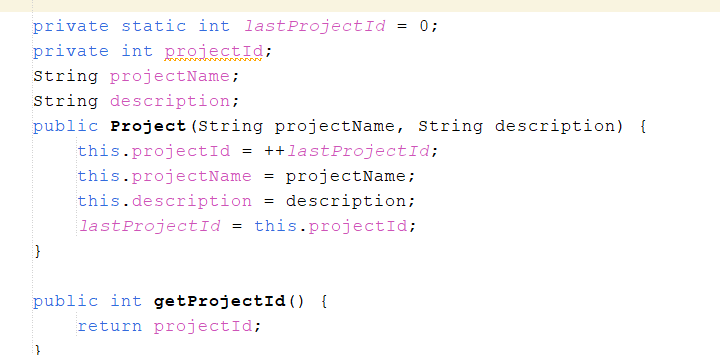 private static int lastProjectId = 0;
private int projectId;
String projectName;
String description;
public Project(String projectName, String description) {
    this.projectId = ++lastProjectId;
    this.projectName = projectName;
    this.description = description;
    lastProjectId = this.projectId;
}

public int getProjectId() {
    return projectId;
}